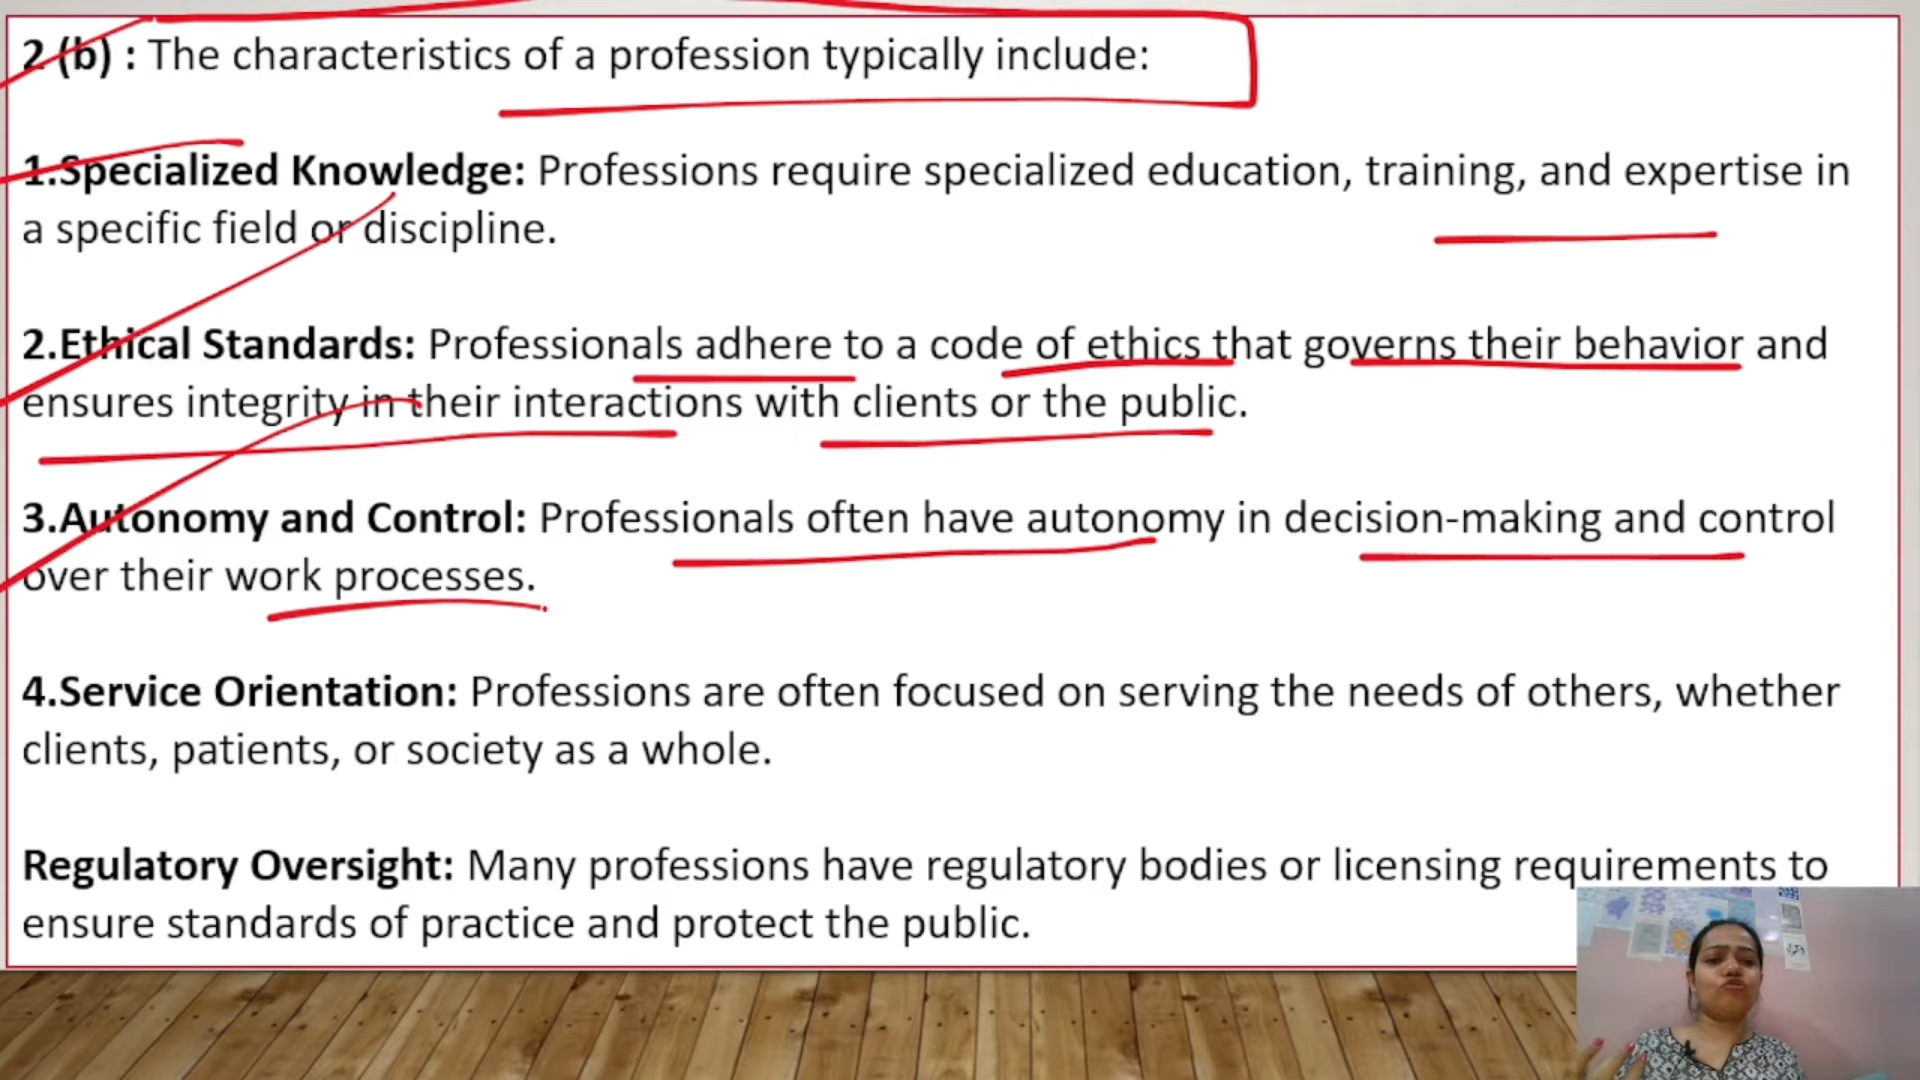 2 (b) : The characteristics of a profession typically include:
1.Specialized Knowledge: Professions require specialized education, training, and expertise in
a specific field or discipline.
2.Ethical Standards: Professionals adhere to a code of ethics that governs their behavior and
ensures integrity in their interactions with clients or the public.
3.Autonomy and Control: Professionals often have autonomy in decision-making and control
over their work processes.
4.Service Orientation: Professions are often focused on serving the needs of others, whether
clients, patients, or society as a whole.
Regulatory Oversight: Many professions have regulatory bodies or licensing requirements to
ensure standards of practice and protect the public.